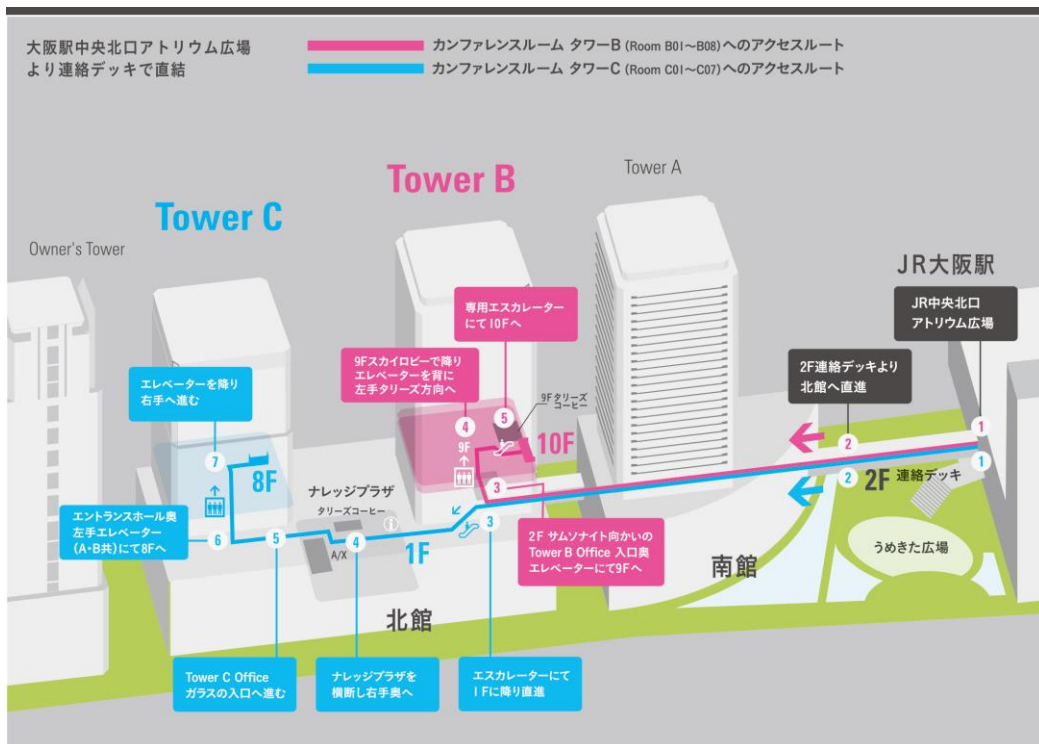 大阪駅中央北口アトリウム広場
より連絡デッキで直結
カンファレンスルーム タワーB (Room B01～B08) へのアクセスルート
カンファレンスルーム タワーC (Room C01～C07) へのアクセスルート
Owner's Tower
Tower C
Tower B
Tower A
JR大阪駅
JR中央北口
アトリウム広場
2F連絡デッキより
北館へ直進
専用エスカレーター
にて10Fへ
9Fスカイロビーで降り
エレベーターを背に
左手タリーズ方向へ
エレベーターを降り
右手へ進む
9Fタリーズ
コーヒー
5
4
9F
10F
3
7
8F
1
2
1
2
2F
連絡デッキ
ナレッジプラザ
タリーズコーヒー
i
A/X
エントランスホール奥
左手エレベーター
(A・B共)にて8Fへ
6
5
4
1F
3
2F サムソナイト向かいの
Tower B Office 入口奥
エレベーターにて9Fへ
うめきた広場
南館
北館
Tower C Office
ガラスの入口へ進む
ナレッジプラザを
横断し右手奥へ
エスカレーターにて
1Fに降り直進